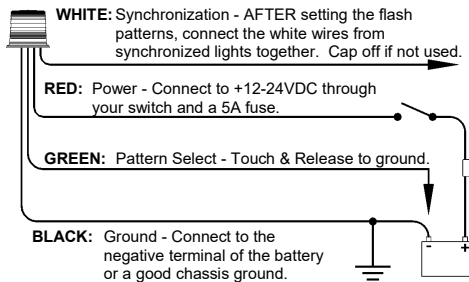 WHITE: Synchronization - AFTER setting the flash
patterns, connect the white wires from
synchronized lights together. Cap off if not used.
RED: Power - Connect to +12-24VDC through
your switch and a 5A fuse.
GREEN: Pattern Select - Touch & Release to ground.
BLACK: Ground - Connect to the
negative terminal of the battery
or a good chassis ground.
- +